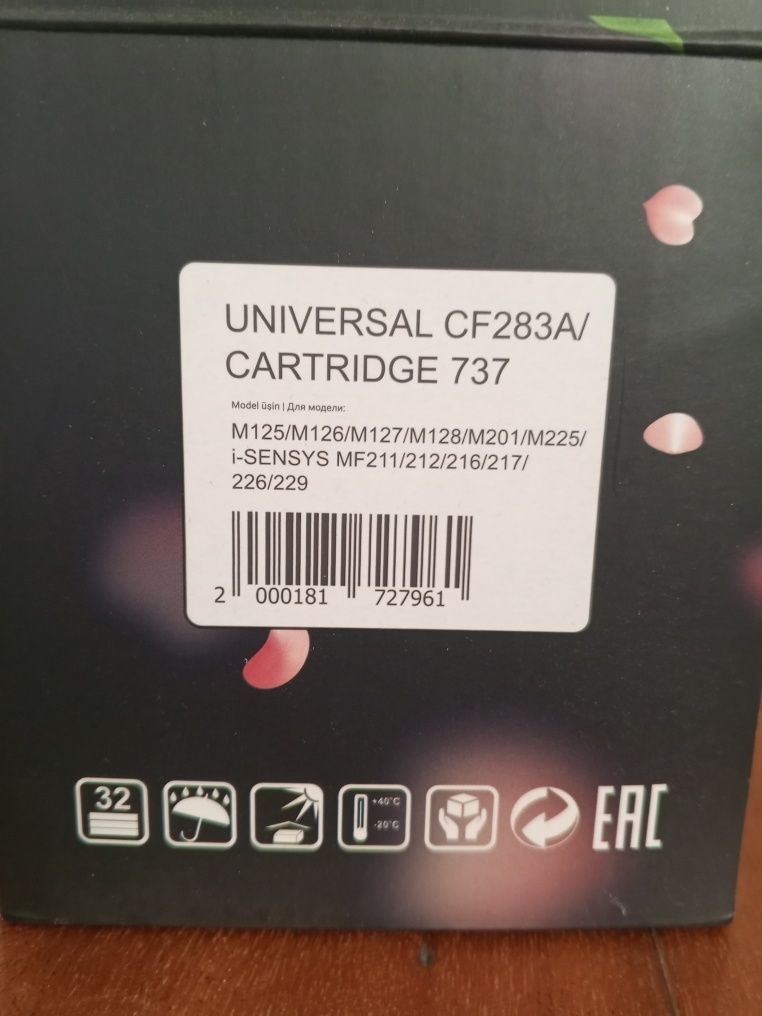 UNIVERSAL CF283A/
CARTRIDGE 737
Model üşin | Для модели:
M125/M126/M127/M128/M201/M225/
i-SENSYS MF211/212/216/217/
226/229
2 000181 727961
32
+40°C
-20°C
EAC